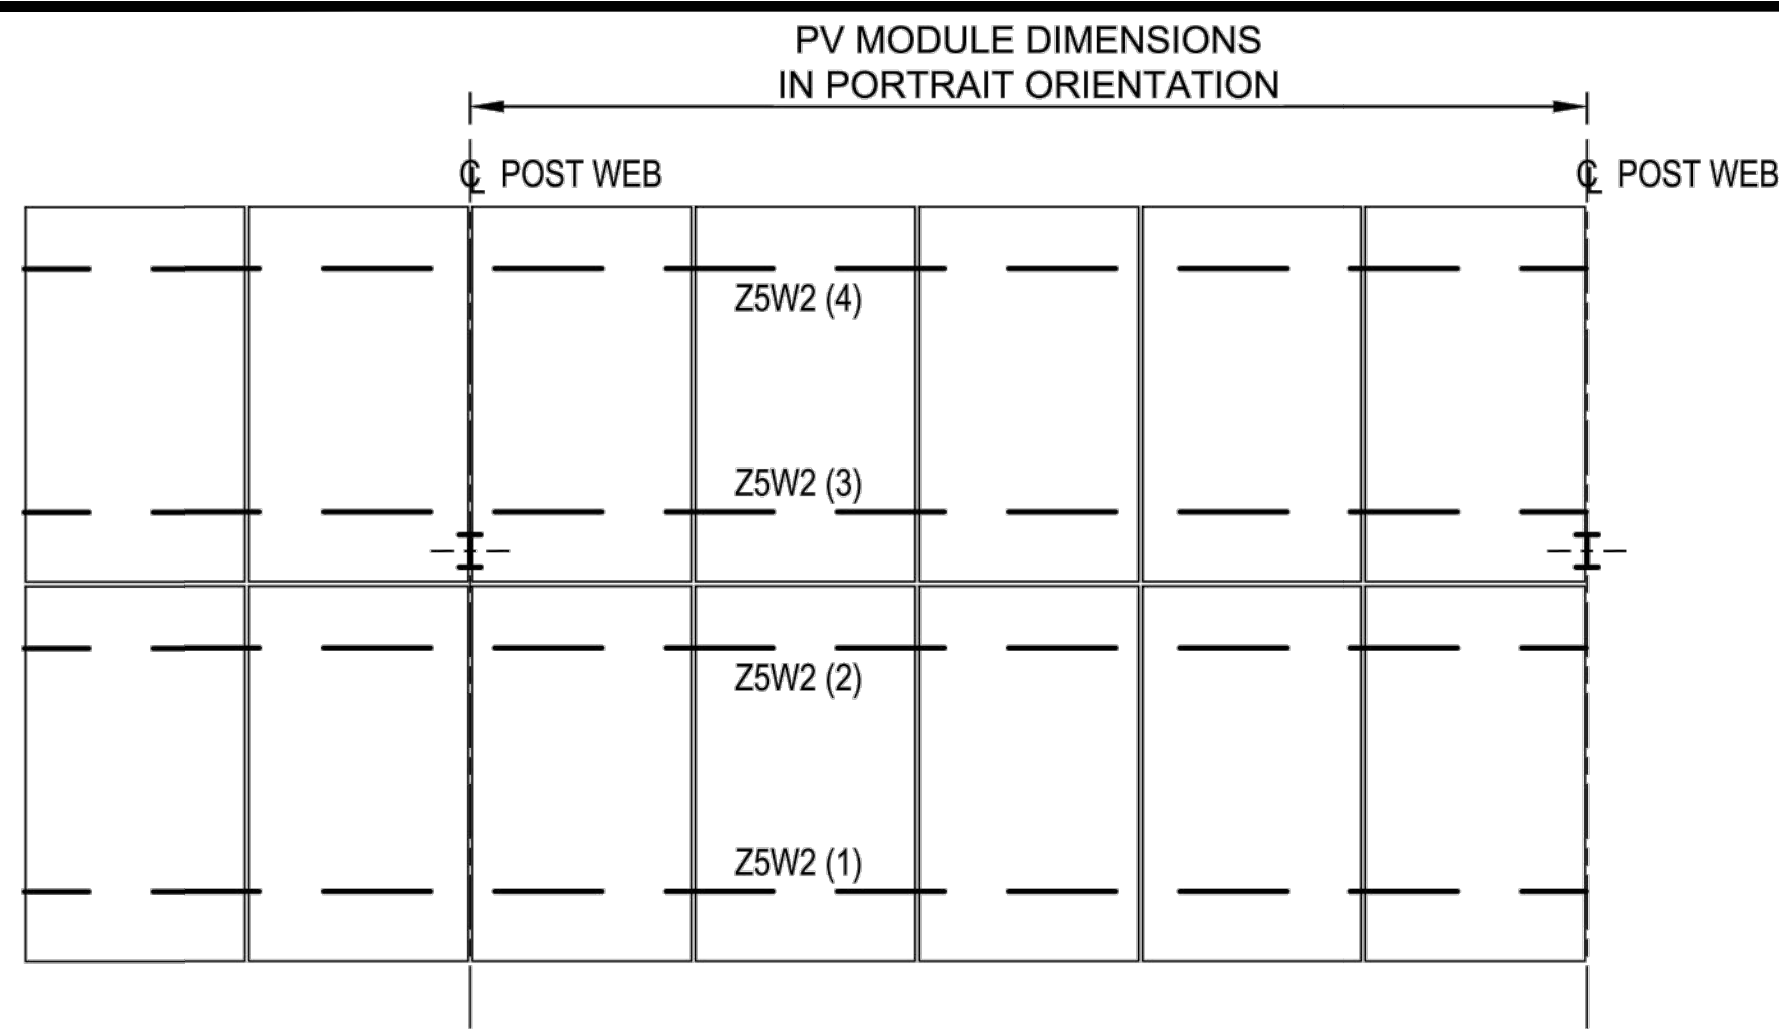 PV MODULE DIMENSIONS
IN PORTRAIT ORIENTATION
℄ POST WEB
℄ POST WEB
Z5W2 (4)
Z5W2 (3)
Z5W2 (2)
Z5W2 (1)